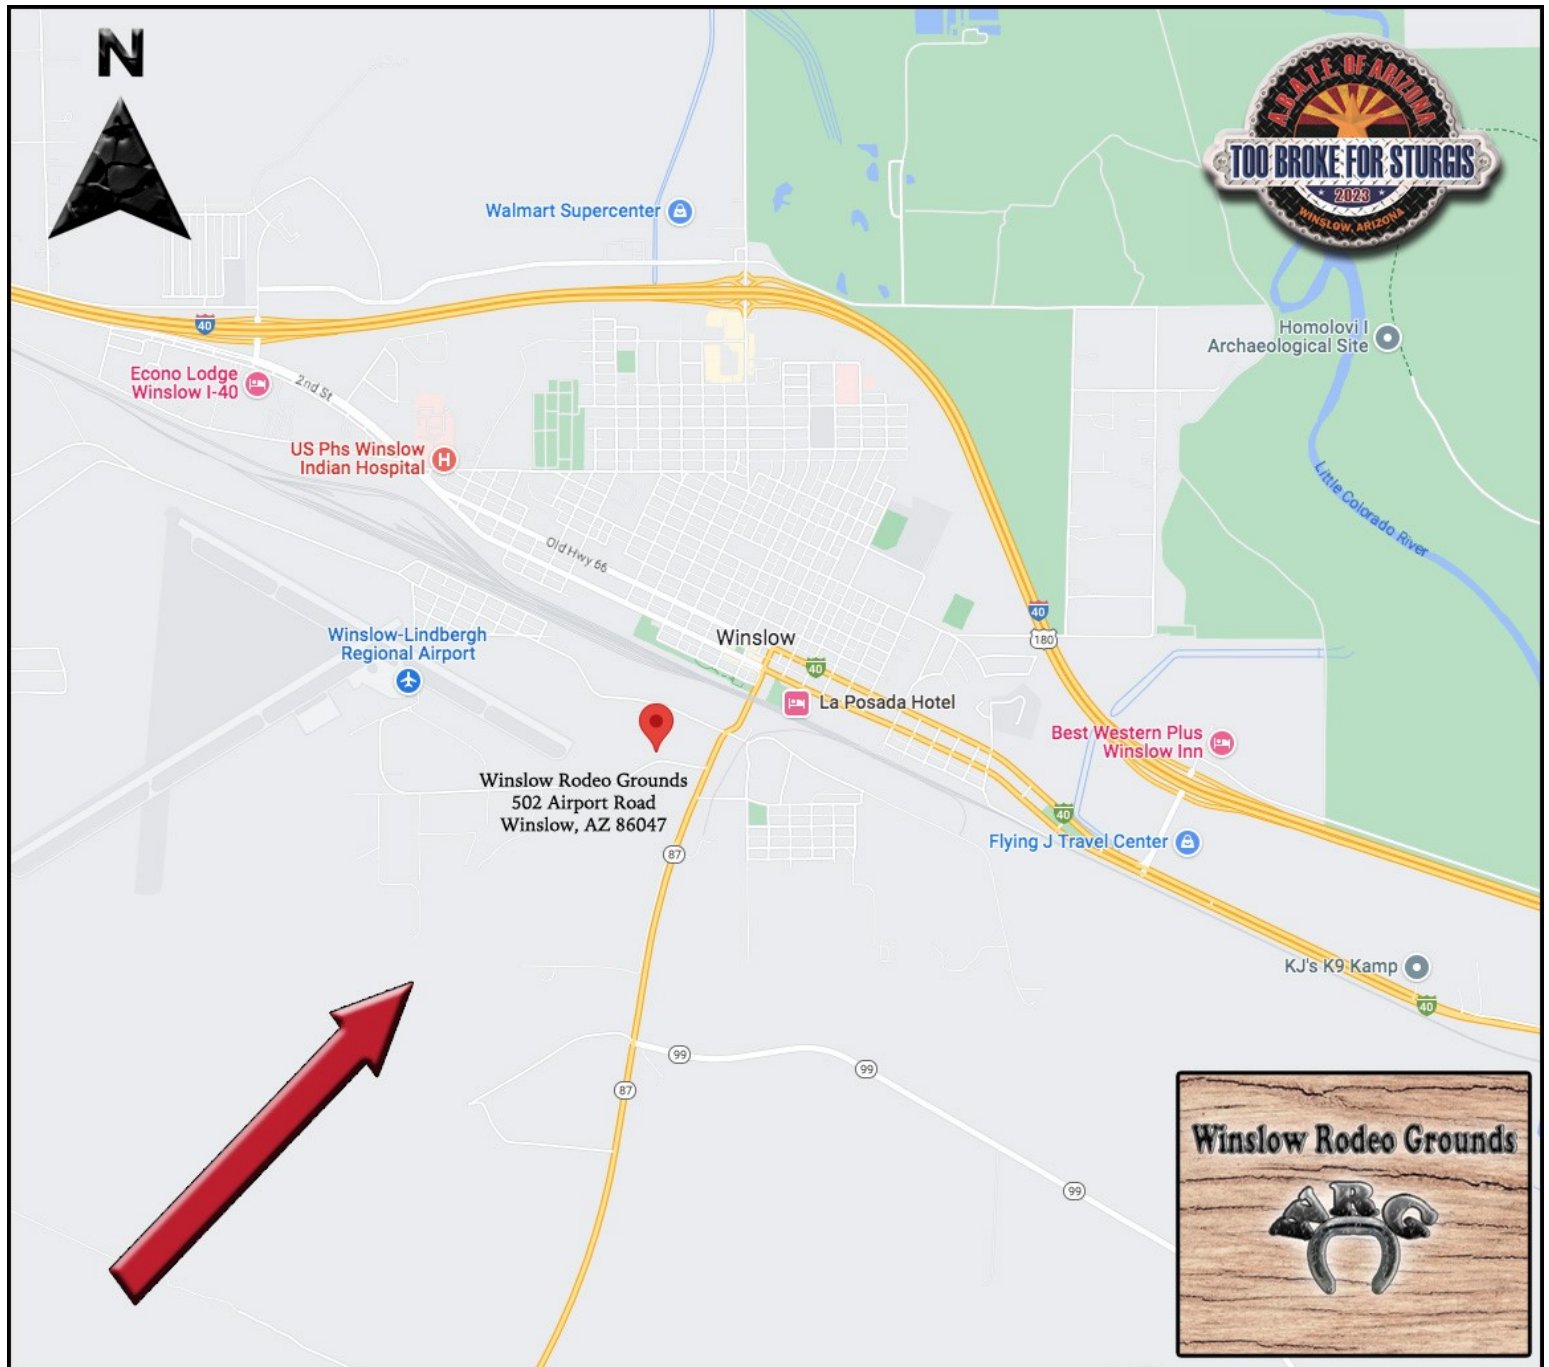 N
A.B.A.T.E. OF ARIZONA
TOO BROKE FOR STURGIS
2023
WINSLOW, ARIZONA
Walmart Supercenter
40
Homolovi I
Archaeological Site
Econo Lodge
Winslow I-40
2nd St
US Phs Winslow
Indian Hospital
Little Colorado River
Old Hwy 66
40
180
Winslow-Lindbergh
Regional Airport
Winslow
40
La Posada Hotel
Best Western Plus
Winslow Inn
Winslow Rodeo Grounds
502 Airport Road
Winslow, AZ 86047
40
Flying J Travel Center
87
KJ's K9 Kamp
40
99
99
87
99
Winslow Rodeo Grounds
ARG
H